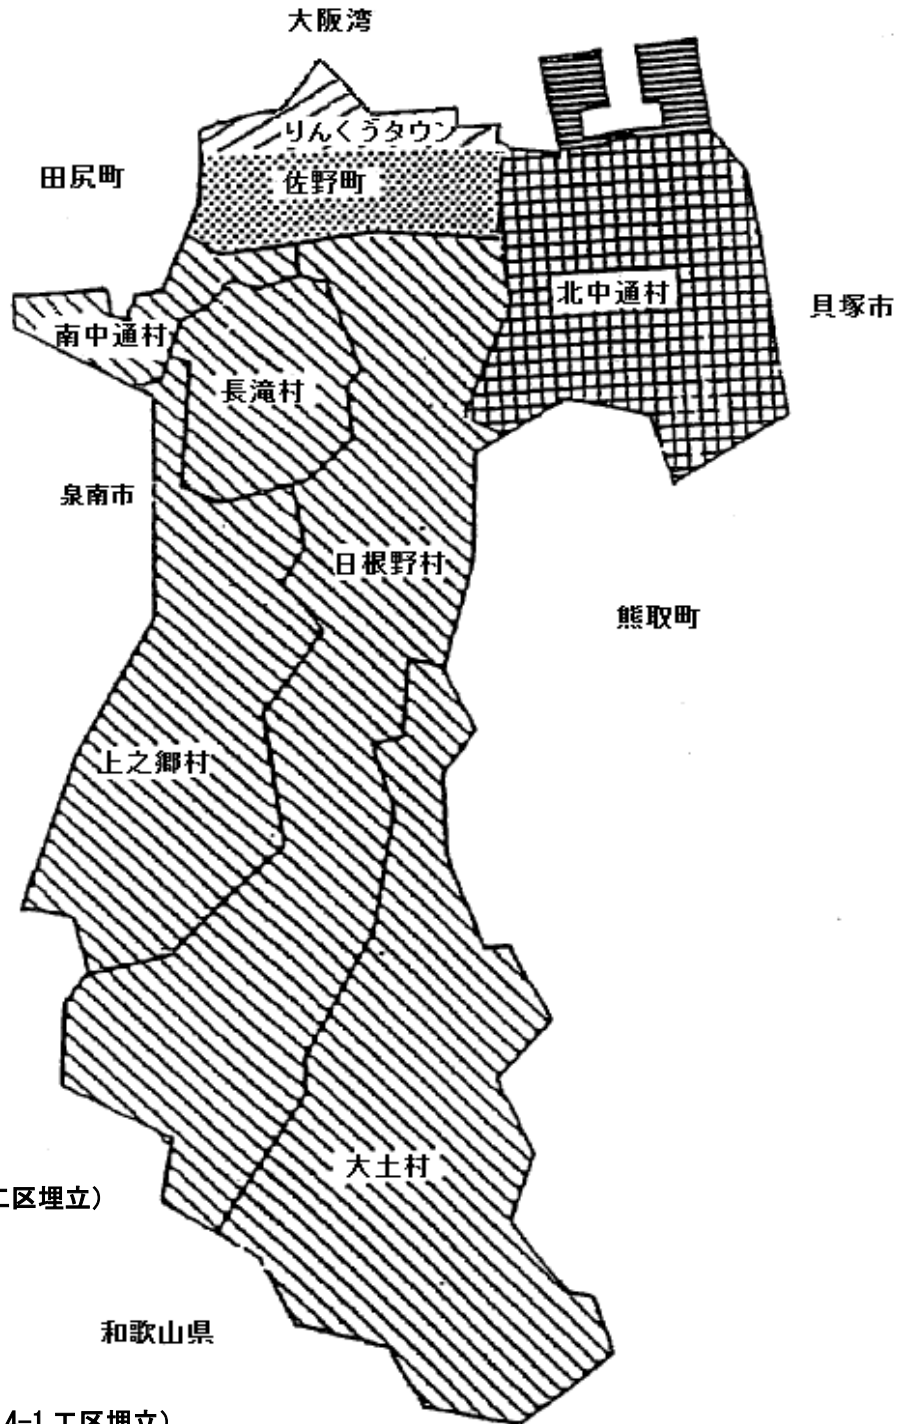 大阪湾
りんくうタウン
田尻町
佐野町
北中通村
貝塚市
南中通村
長滝村
泉南市
日根野村
熊取町
上之郷村
大土村
工区埋立）
和歌山県
4-1 工区埋立）